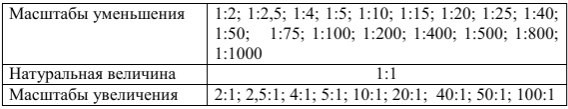 Масштабы уменьшения 1:2; 1:2,5; 1:4; 1:5; 1:10; 1:15; 1:20; 1:25; 1:40;
1:50; 1:75; 1:100; 1:200; 1:400; 1:500; 1:800;
1:1000
Натуральная величина 1:1
Масштабы увеличения 2:1; 2,5:1; 4:1; 5:1; 10:1; 20:1; 40:1; 50:1; 100:1